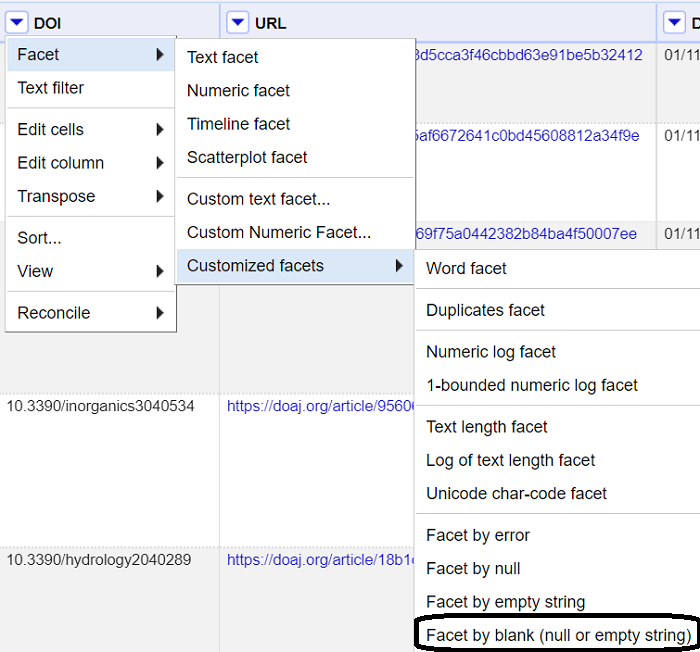 DOI
URL
D
Facet
Text filter
Edit cells
Edit column
Transpose
Sort...
View
Reconcile
Text facet
Numeric facet
Timeline facet
Scatterplot facet
Custom text facet...
Custom Numeric Facet...
Customized facets
Word facet
Duplicates facet
Numeric log facet
1-bounded numeric log facet
Text length facet
Log of text length facet
Unicode char-code facet
Facet by error
Facet by null
Facet by empty string
Facet by blank (null or empty string)
d5cca3f46cbbd63e91be5b32412
01/11
af6672641c0bd45608812a34f9e
01/11
69f75a0442382b84ba4f50007ee
01/11
10.3390/inorganics3040534
https://doaj.org/article/9560
10.3390/hydrology2040289
https://doaj.org/article/18b1